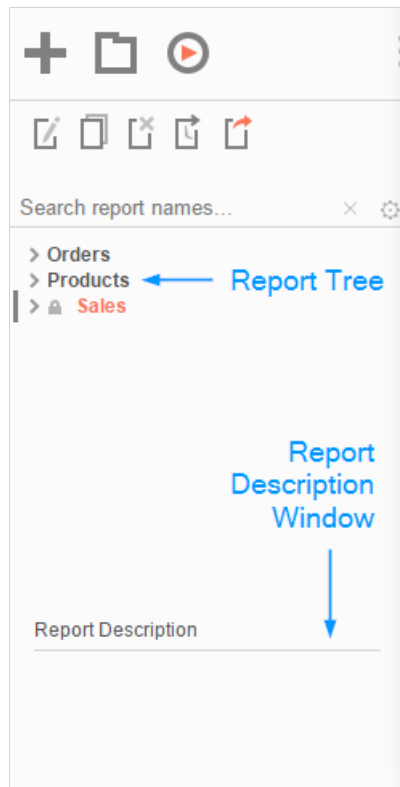 Search report names...
Orders
Products
Report Tree
Sales
Report
Description
Window
Report Description